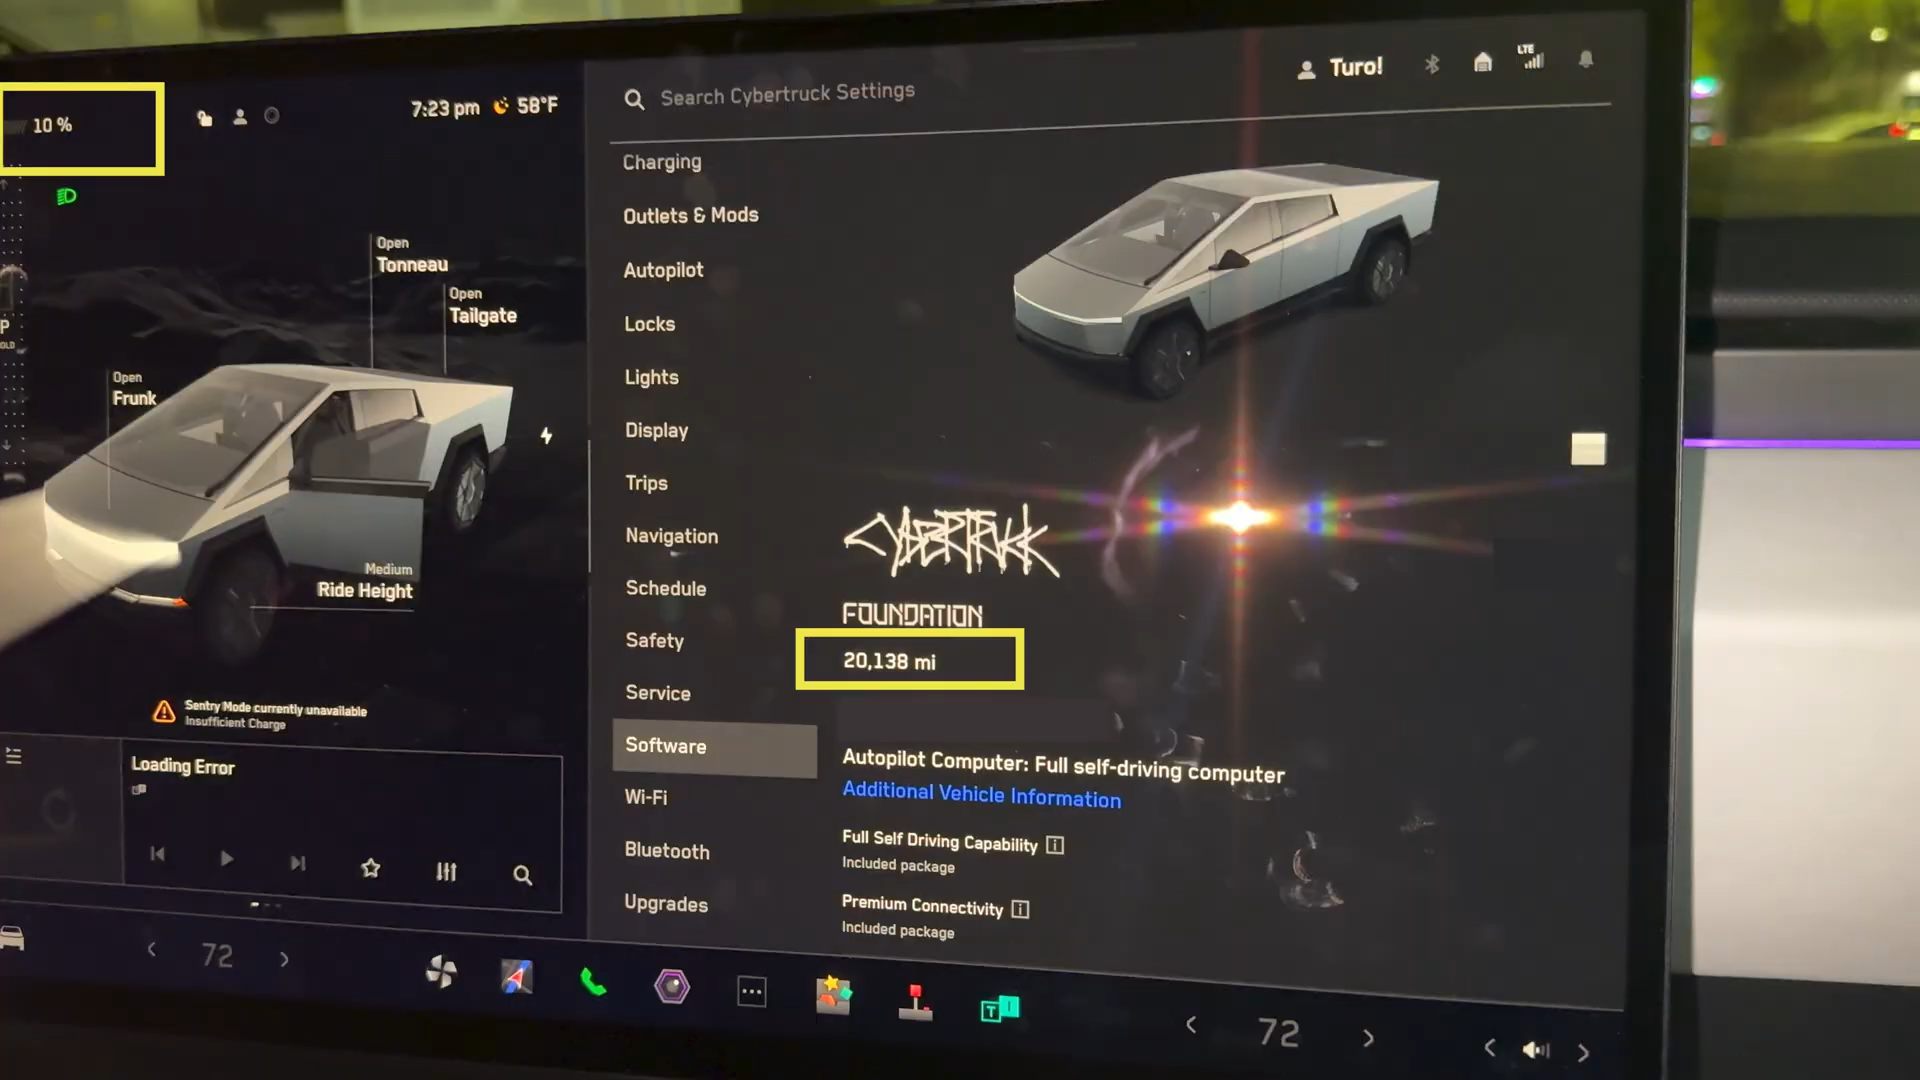 10 %
7:23 pm 58°F
Open
Tonneau
Open
Tailgate
Open
Frunk
P
Medium
Ride Height
Sentry Mode currently unavailable
Insufficient Charge
Loading Error
72
Search Cybertruck Settings
Turo!
LTE
Charging
Outlets & Mods
Autopilot
Locks
Lights
Display
Trips
Navigation
Schedule
Safety
Service
Software
Wi-Fi
Bluetooth
Upgrades
CYBERTRUCK
FOUNDATION
20,138 mi
Autopilot Computer: Full self-driving computer
Additional Vehicle Information
Full Self Driving Capability
Included package
Premium Connectivity
Included package
72